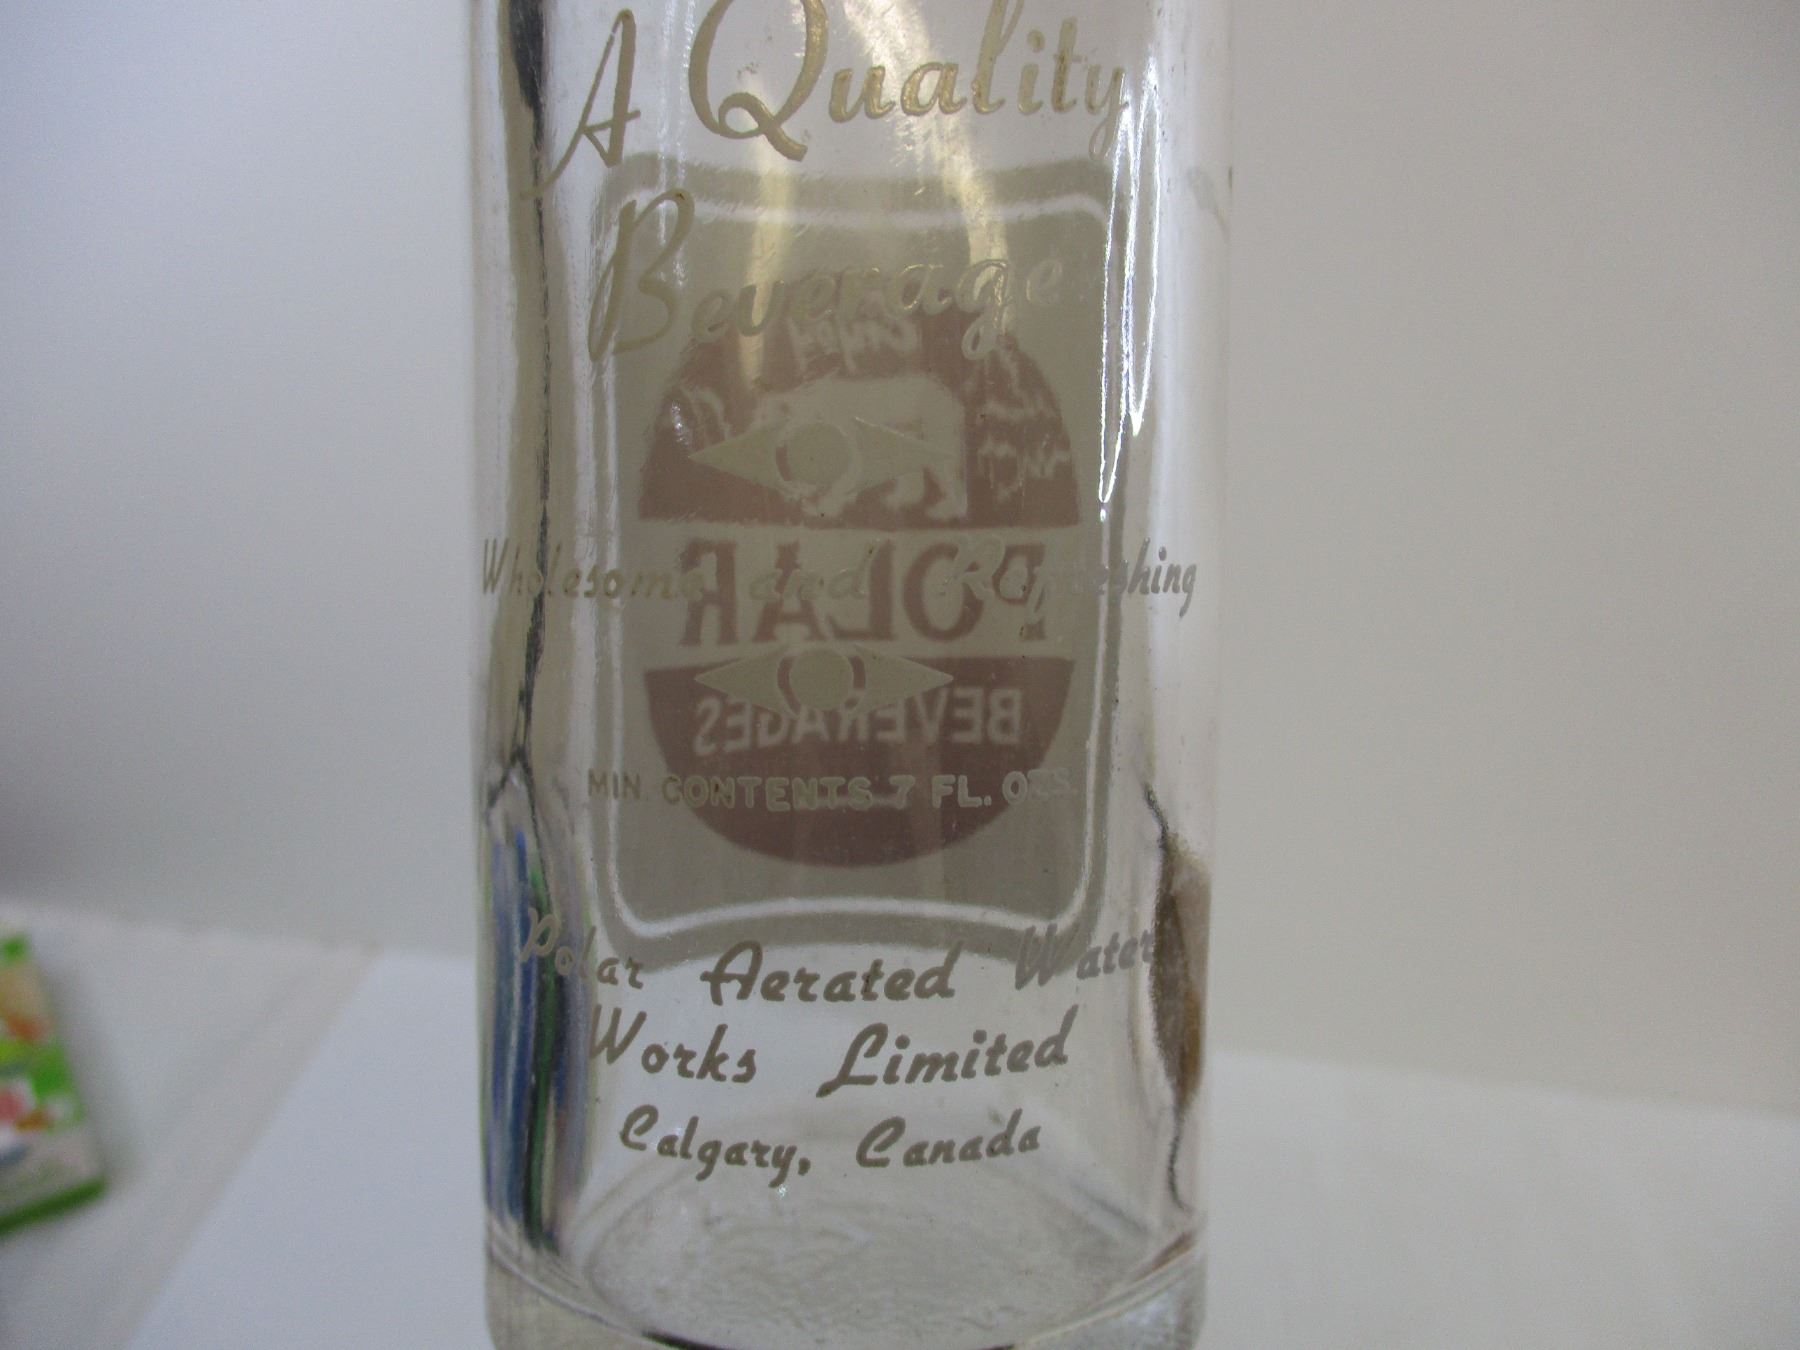 A Quality
Beverage
enjoy
Wholesome and Refreshing
POLAR
BEVERAGES
MIN. CONTENTS 7 FL. OZS.
Polar Aerated Water
Works Limited
Calgary, Canada